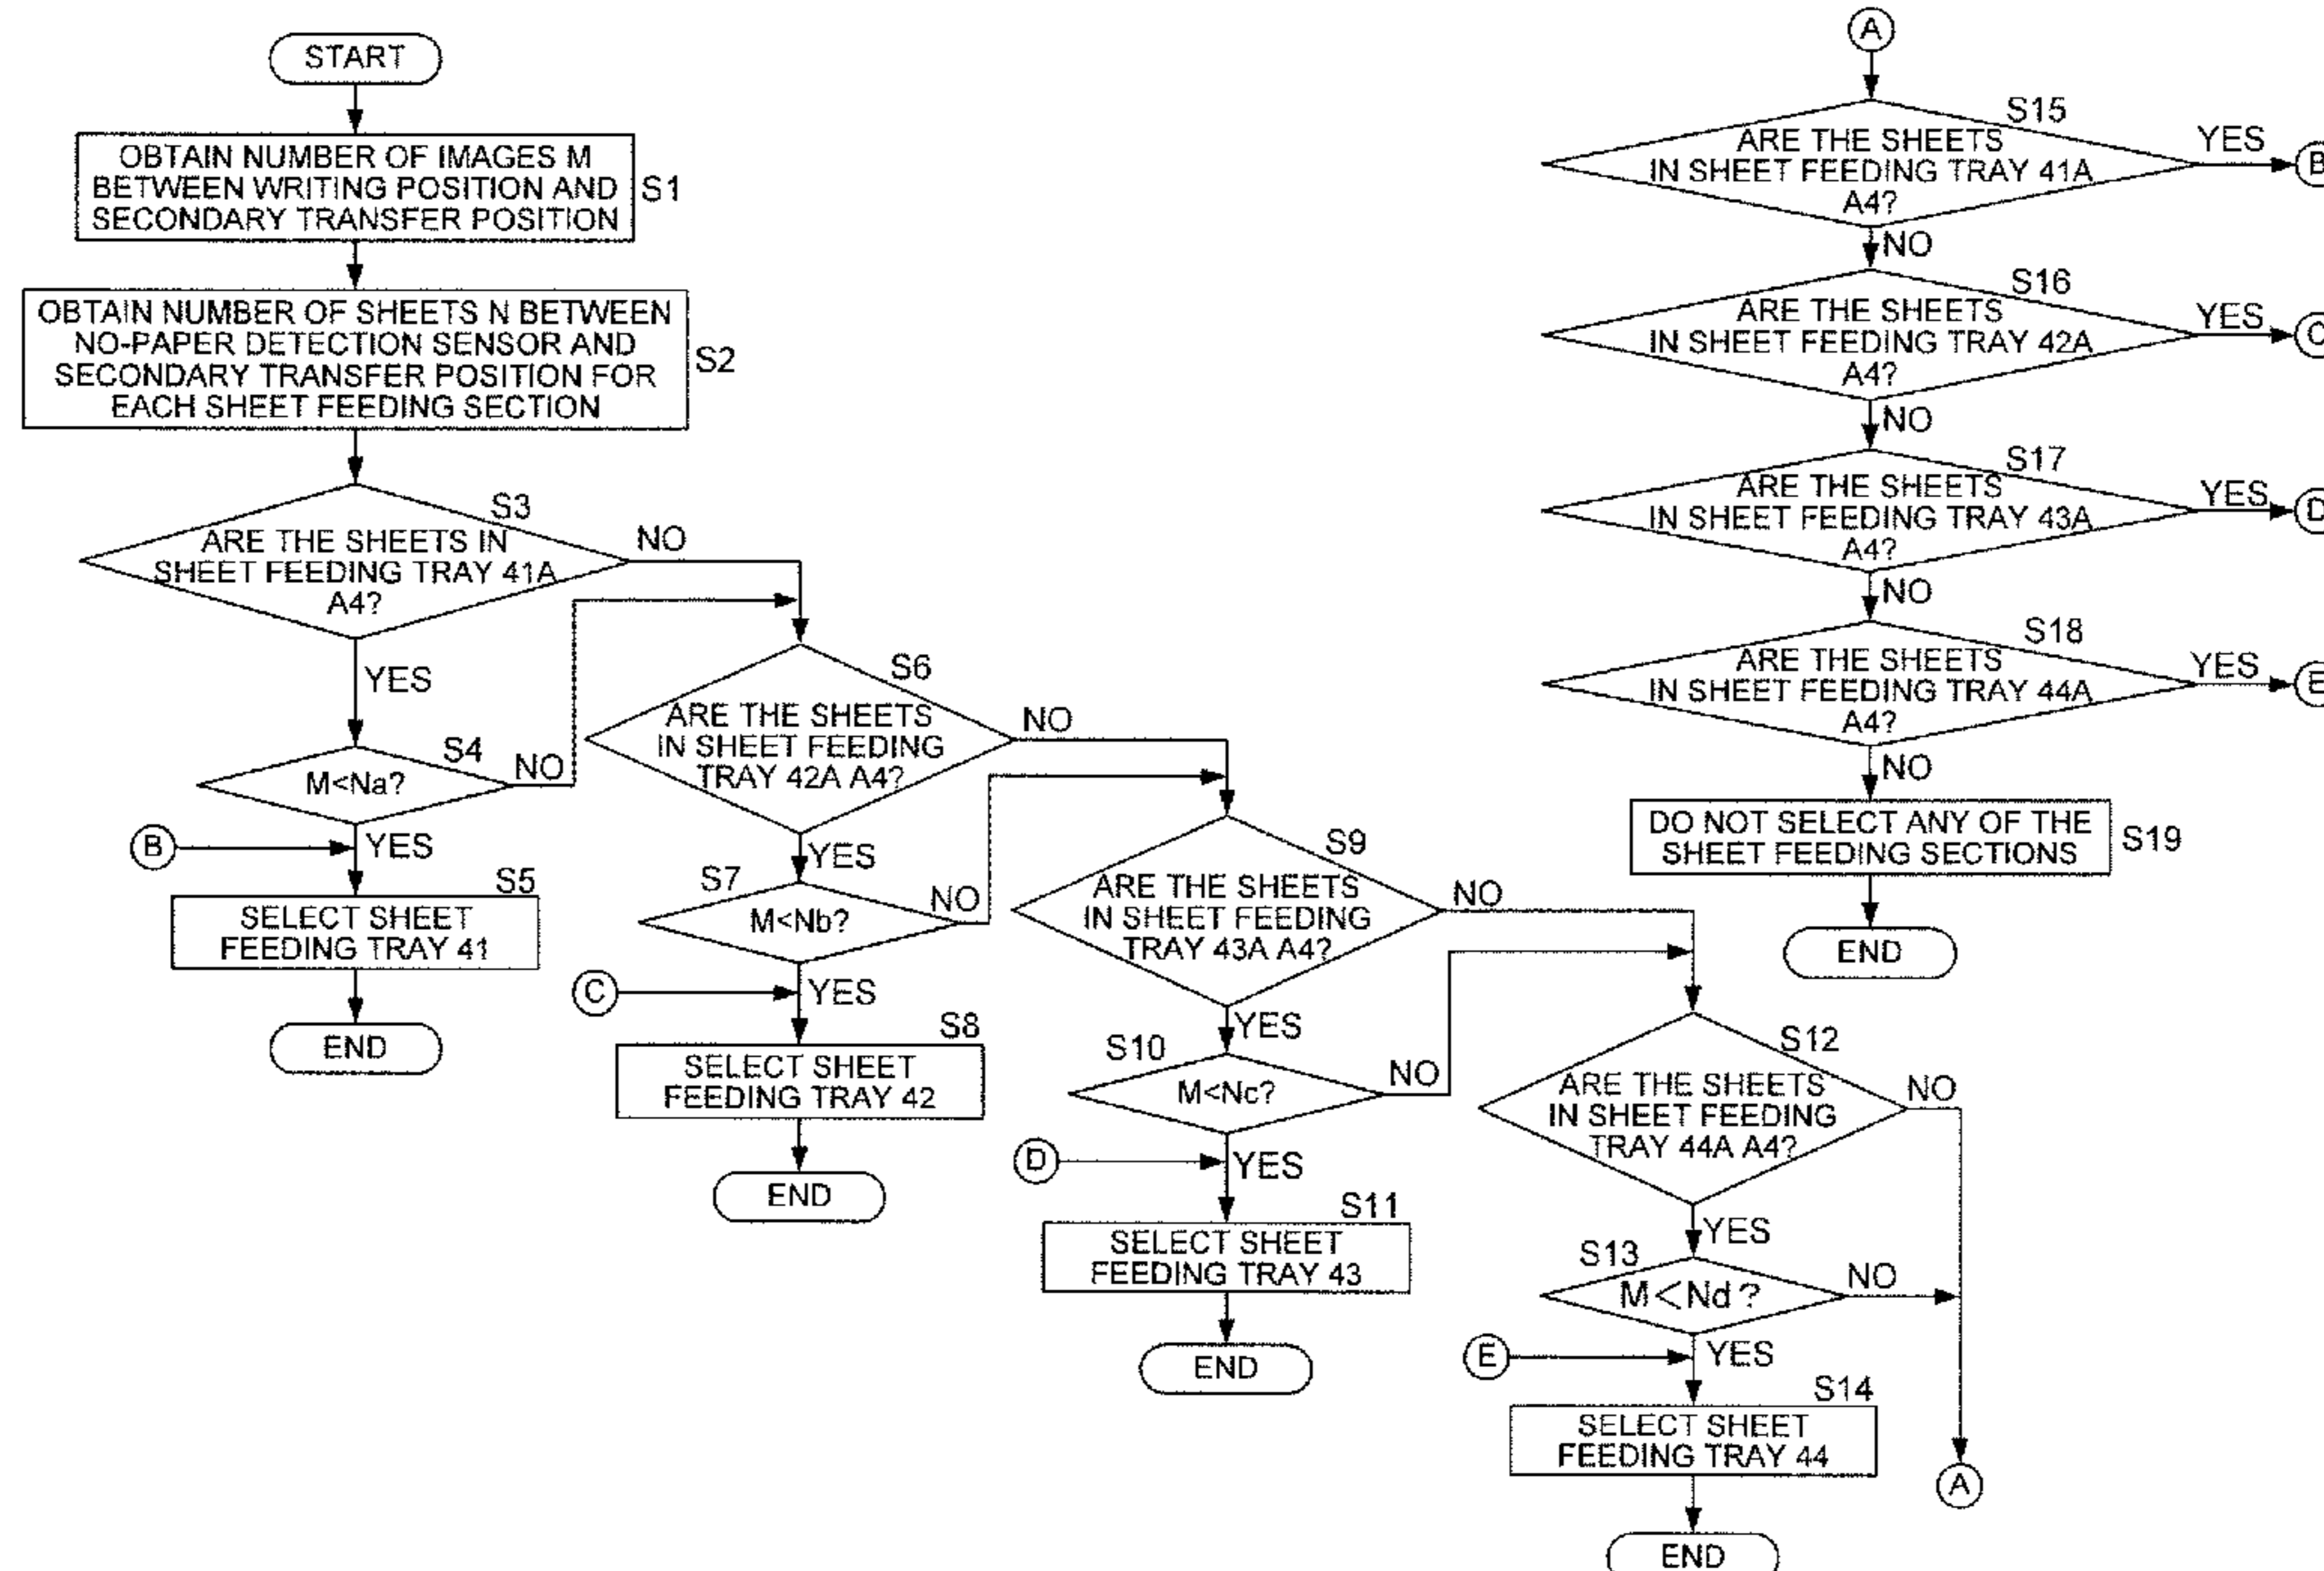 START
OBTAIN NUMBER OF IMAGES M
BETWEEN WRITING POSITION AND
SECONDARY TRANSFER POSITION
S1
OBTAIN NUMBER OF SHEETS N BETWEEN
NO-PAPER DETECTION SENSOR AND
SECONDARY TRANSFER POSITION FOR
EACH SHEET FEEDING SECTION
S2
S3
ARE THE SHEETS IN
SHEET FEEDING TRAY 41A
A4?
NO
YES
S4
M<Na?
NO
B
YES
S5
SELECT SHEET
FEEDING TRAY 41
END
S6
ARE THE SHEETS
IN SHEET FEEDING
TRAY 42A A4?
NO
YES
S7
M<Nb?
NO
C
YES
S8
SELECT SHEET
FEEDING TRAY 42
END
S9
ARE THE SHEETS
IN SHEET FEEDING
TRAY 43A A4?
NO
YES
S10
M<Nc?
NO
D
YES
S11
SELECT SHEET
FEEDING TRAY 43
END
S12
ARE THE SHEETS
IN SHEET FEEDING
TRAY 44A A4?
NO
YES
S13
M<Nd?
NO
E
YES
S14
SELECT SHEET
FEEDING TRAY 44
END
A
A
S15
ARE THE SHEETS
IN SHEET FEEDING TRAY 41A
A4?
YES
B
NO
S16
ARE THE SHEETS
IN SHEET FEEDING TRAY 42A
A4?
YES
C
NO
S17
ARE THE SHEETS
IN SHEET FEEDING TRAY 43A
A4?
YES
D
NO
S18
ARE THE SHEETS
IN SHEET FEEDING TRAY 44A
A4?
YES
E
NO
DO NOT SELECT ANY OF THE
SHEET FEEDING SECTIONS
S19
END